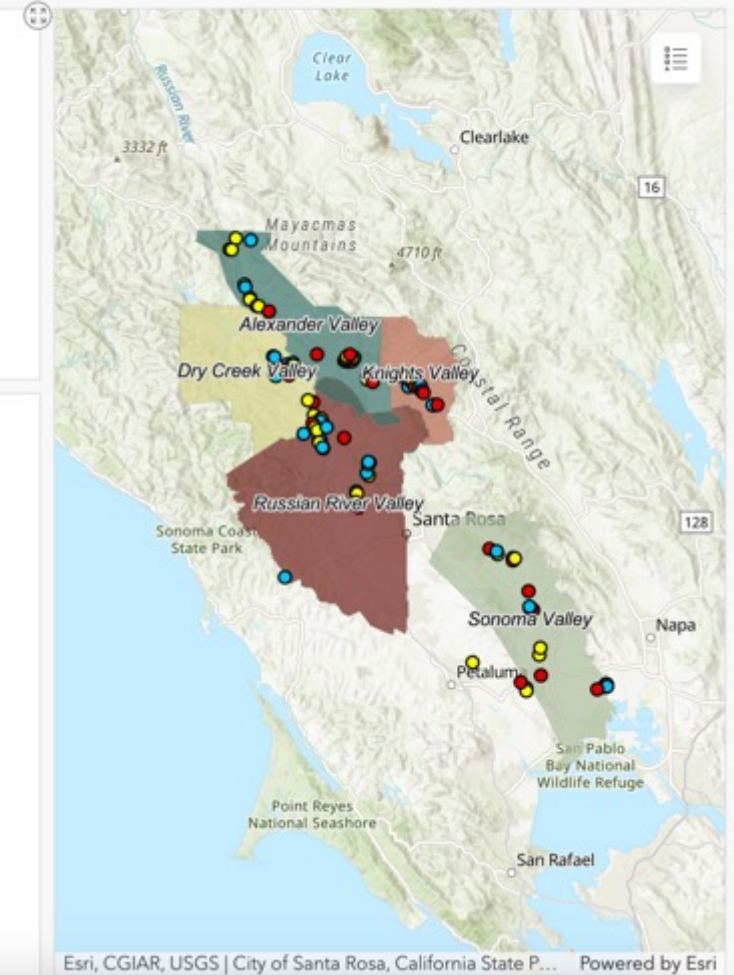 Clear
Lake
Russian River
Clearlake
3332 ft
16
Mayacmas
Mountains
4710 ft
Alexander Valley
Dry Creek Valley
Knights Valley
Coastal Range
Russian River Valley
Santa Rosa
128
Sonoma Coast
State Park
Sonoma Valley
Napa
Petalum
San Pablo
Bay National
Wildlife Refuge
Point Reyes
National Seashore
San Rafael
Esri, CGIAR, USGS | City of Santa Rosa, California State P... Powered by Esri